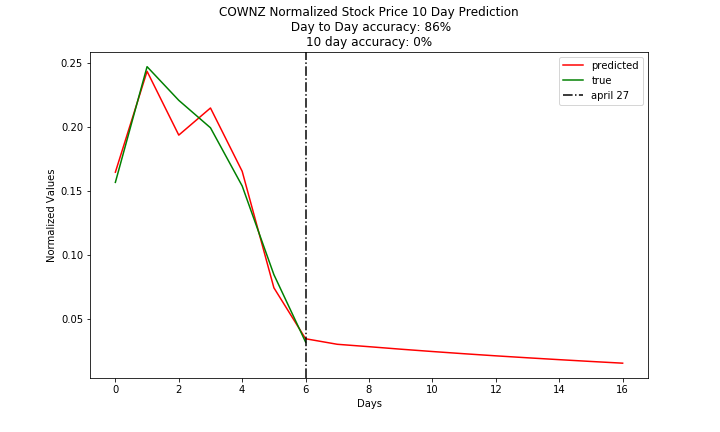 COWNZ Normalized Stock Price 10 Day Prediction
Day to Day accuracy: 86%
10 day accuracy: 0%
predicted
true
april 27
Normalized Values
0.25
0.20
0.15
0.10
0.05
0 2 4 6 8 10 12 14 16
Days